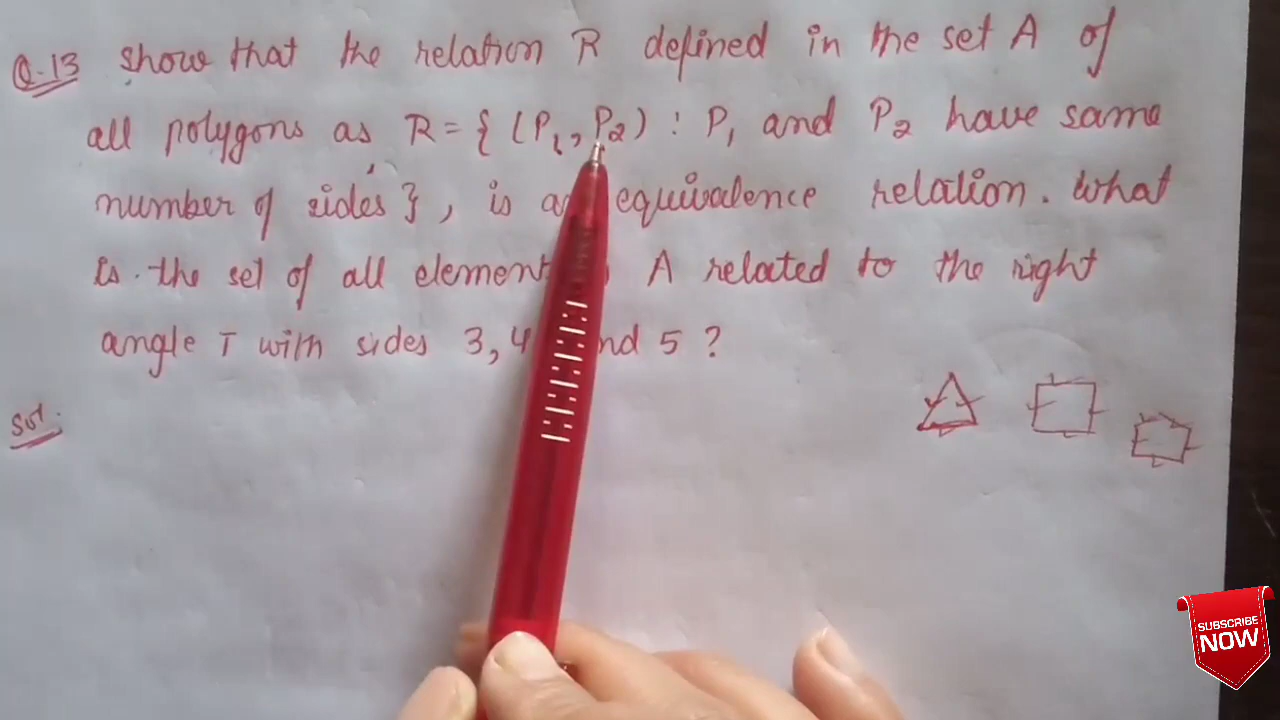 Q.13 show that the relation R defined in the set A of
all polygons as R = { (P1, P2) : P1 and P2 have same
number of sides } , is an equivalence relation. What
is the set of all element A related to the right
angle T with sides 3, 4 nd 5 ?
Sol.
SUBSCRIBE
NOW